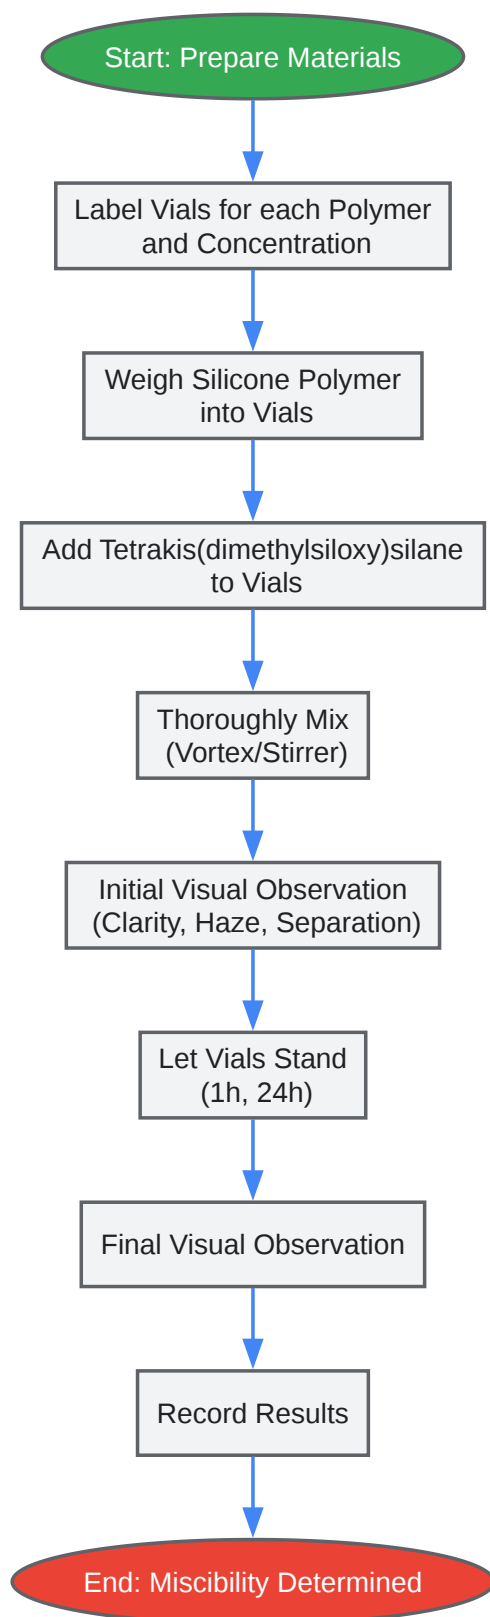 Start: Prepare Materials
Label Vials for each Polymer
and Concentration
Weigh Silicone Polymer
into Vials
Add Tetrakis(dimethylsiloxy)silane
to Vials
Thoroughly Mix
(Vortex/Stirrer)
Initial Visual Observation
(Clarity, Haze, Separation)
Let Vials Stand
(1h, 24h)
Final Visual Observation
Record Results
End: Miscibility Determined